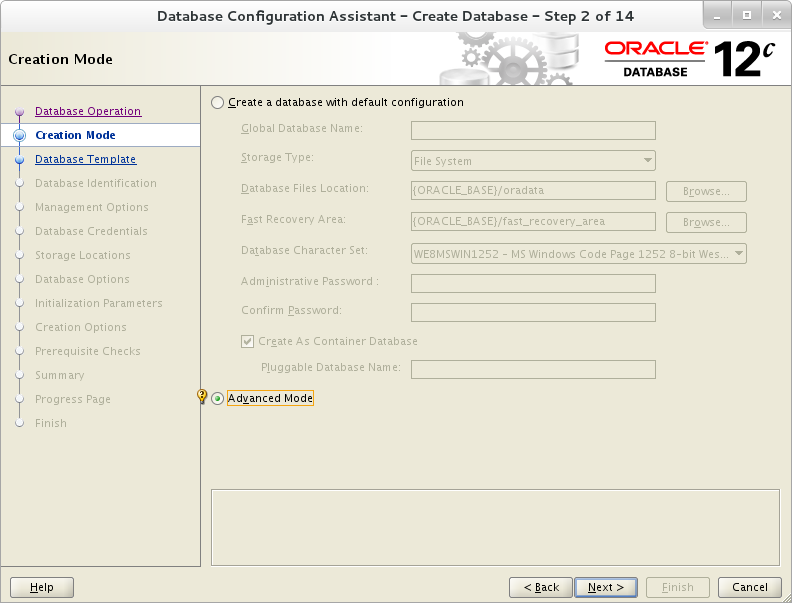 Database Configuration Assistant – Create Database – Step 2 of 14
Creation Mode
ORACLE®
DATABASE
12c
Database Operation
Creation Mode
Database Template
Database Identification
Management Options
Database Credentials
Storage Locations
Database Options
Initialization Parameters
Creation Options
Prerequisite Checks
Summary
Progress Page
Finish
Create a database with default configuration
Global Database Name:
Storage Type: File System
Database Files Location: {ORACLE_BASE}/oradata Browse...
Fast Recovery Area: {ORACLE_BASE}/fast_recovery_area Browse...
Database Character Set: WE8MSWIN1252 – MS Windows Code Page 1252 8-bit Wes...
Administrative Password :
Confirm Password:
Create As Container Database
Pluggable Database Name:
Advanced Mode
Help < Back Next > Finish Cancel